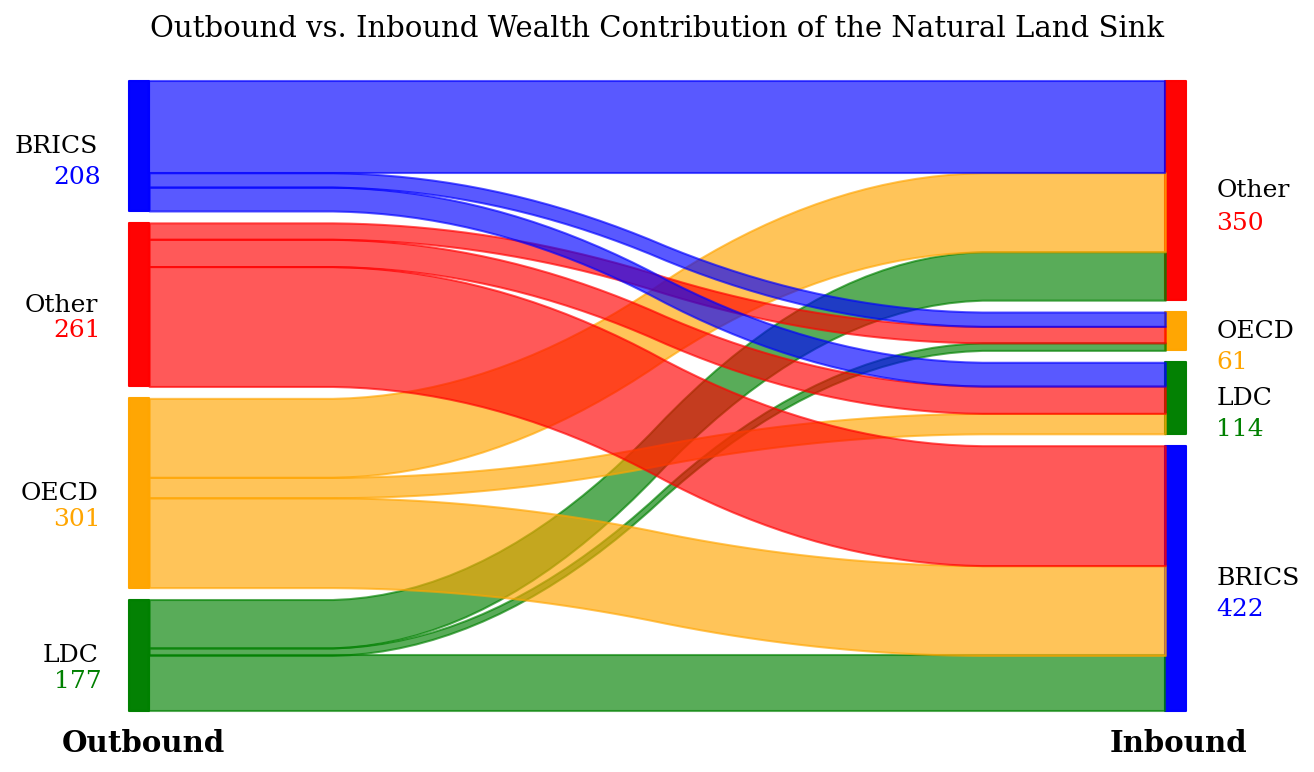 Outbound vs. Inbound Wealth Contribution of the Natural Land Sink
BRICS
208
Other
261
OECD
301
LDC
177
Outbound
Other
350
OECD
61
LDC
114
BRICS
422
Inbound